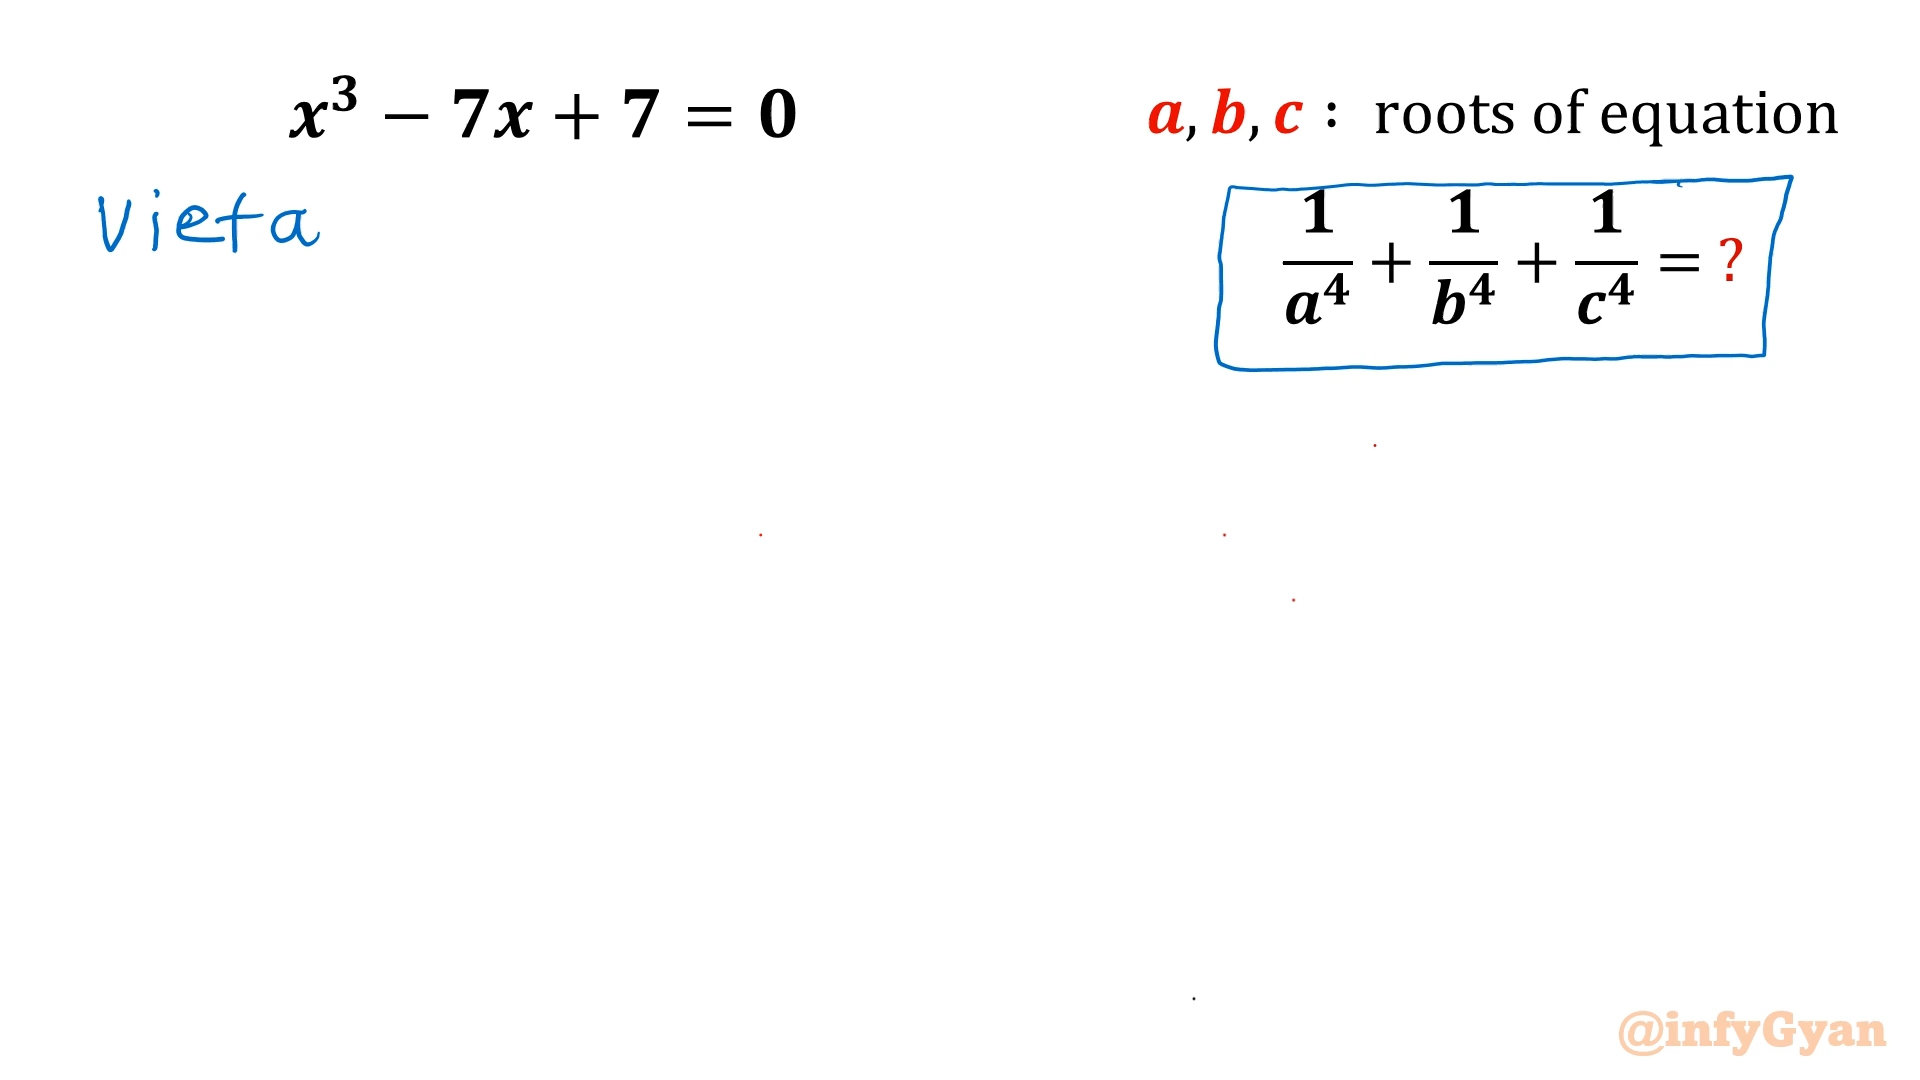 x³ − 7x + 7 = 0
a, b, c : roots of equation
Vieta
1/a⁴ + 1/b⁴ + 1/c⁴ = ?
@infyGyan